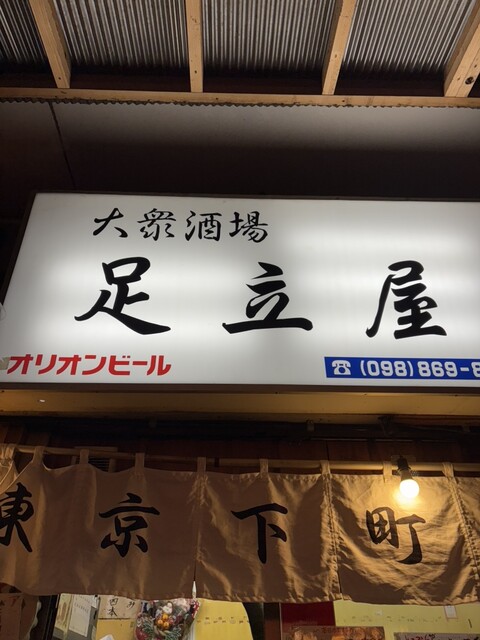 大衆酒場
足立屋
オリオンビール
☎(098)869-
東京下町